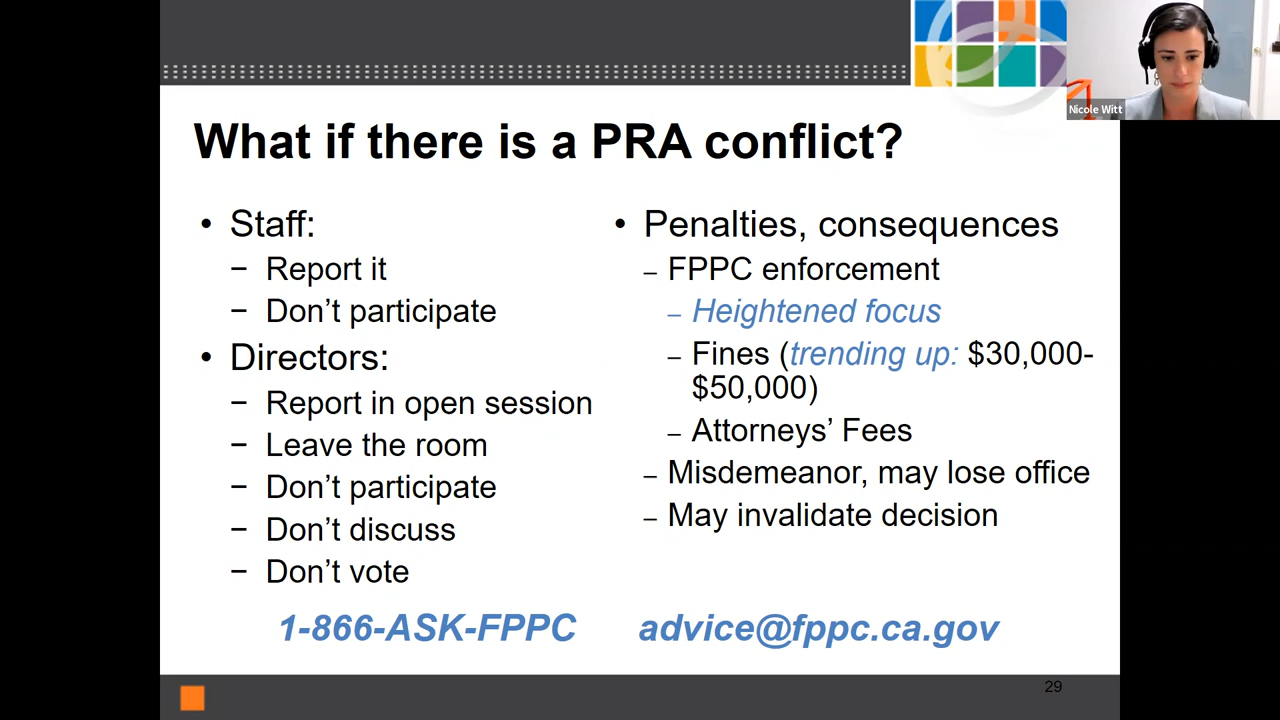 Nicole Witt
What if there is a PRA conflict?
• Staff:
– Report it
– Don’t participate
• Directors:
– Report in open session
– Leave the room
– Don’t participate
– Don’t discuss
– Don’t vote
• Penalties, consequences
– FPPC enforcement
– Heightened focus
– Fines (trending up: $30,000-
$50,000)
– Attorneys’ Fees
– Misdemeanor, may lose office
– May invalidate decision
1-866-ASK-FPPC
advice@fppc.ca.gov
29